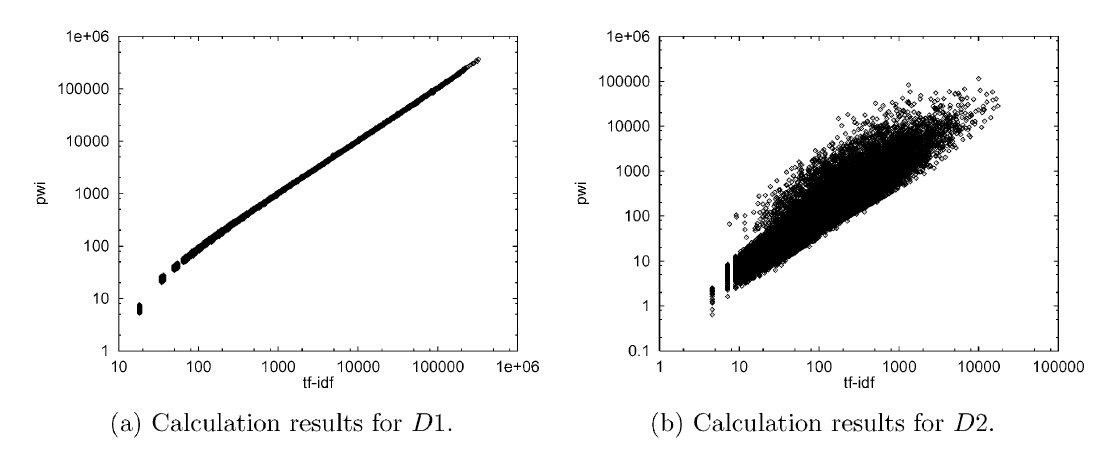 1e+06
100000
10000
1000
100
10
1
pwi
10 100 1000 10000 100000 1e+06
tf-idf
(a) Calculation results for D1.
1e+06
100000
10000
1000
100
10
1
0.1
pwi
1 10 100 1000 10000 100000
tf-idf
(b) Calculation results for D2.